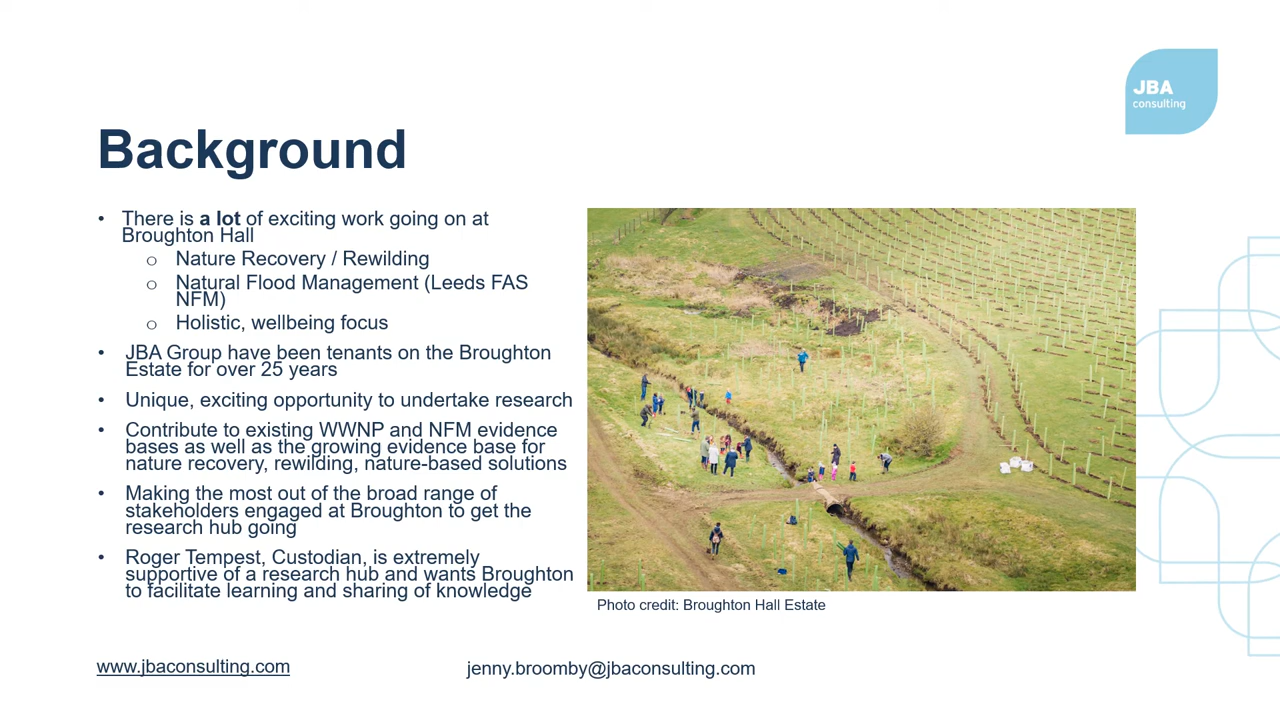 JBA
consulting
Background
• There is a lot of exciting work going on at
Broughton Hall
o Nature Recovery / Rewilding
o Natural Flood Management (Leeds FAS
NFM)
o Holistic, wellbeing focus
• JBA Group have been tenants on the Broughton
Estate for over 25 years
• Unique, exciting opportunity to undertake research
• Contribute to existing WWNP and NFM evidence
bases as well as the growing evidence base for
nature recovery, rewilding, nature-based solutions
• Making the most out of the broad range of
stakeholders engaged at Broughton to get the
research hub going
• Roger Tempest, Custodian, is extremely
supportive of a research hub and wants Broughton
to facilitate learning and sharing of knowledge
Photo credit: Broughton Hall Estate
www.jbaconsulting.com
jenny.broomby@jbaconsulting.com